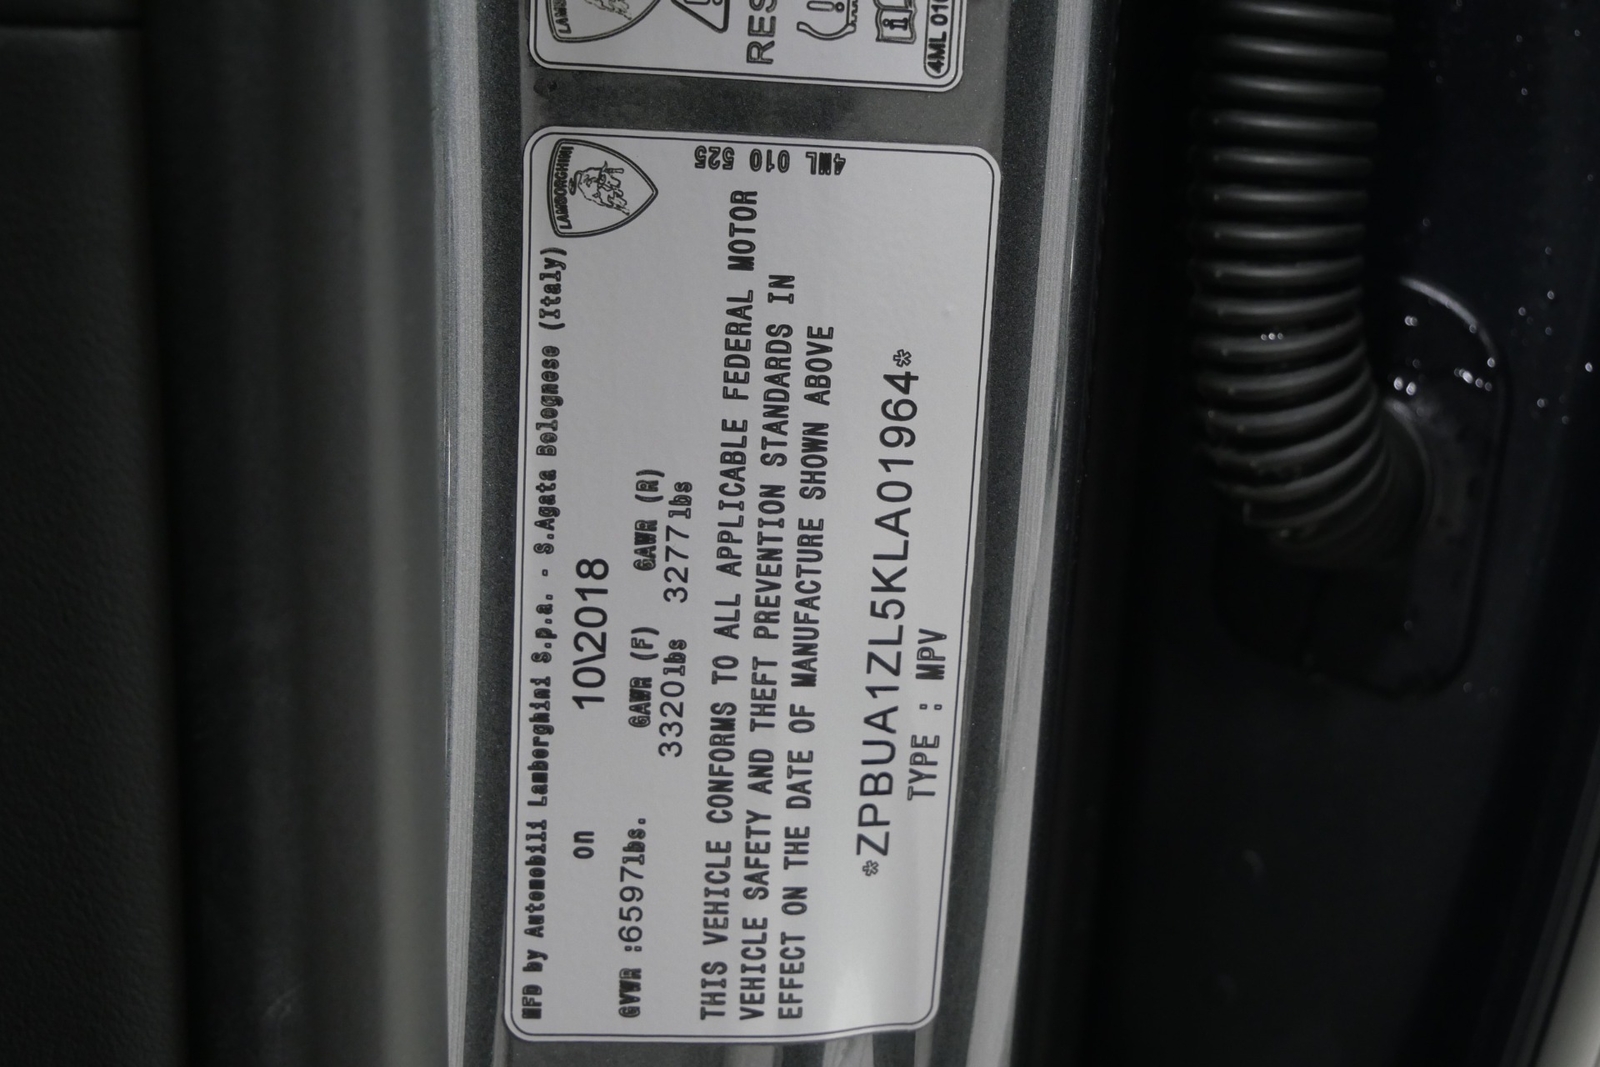 MFD by Automobili Lamborghini S.p.a. - S.Agata Bolognese (Italy)
LAMBORGHINI
on 10\2018
GVWR :6597lbs. GAWR (F) GAWR (R)
3320lbs 3277lbs
THIS VEHICLE CONFORMS TO ALL APPLICABLE FEDERAL MOTOR
VEHICLE SAFETY AND THEFT PREVENTION STANDARDS IN
EFFECT ON THE DATE OF MANUFACTURE SHOWN ABOVE
*ZPBUA1ZL5KLA01964*
TYPE : MPV
4ML 010 525
RES
4ML 010